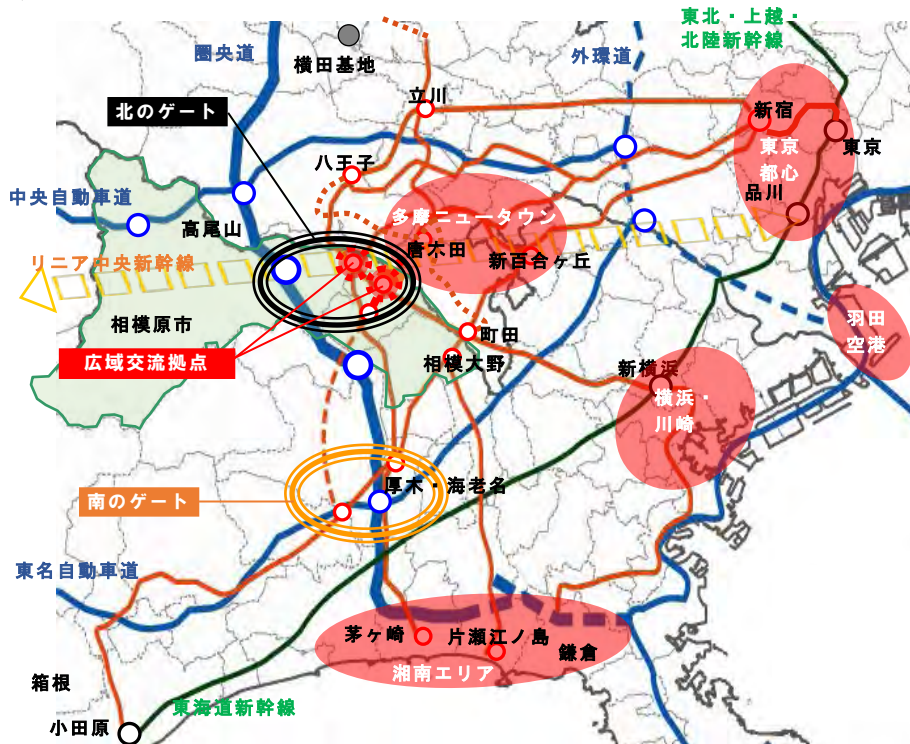 東北・上越・
北陸新幹線
圏央道
外環道
横田基地
立川
北のゲート
新宿
東京
東京
都心
八王子
品川
中央自動車道
多摩ニュータウン
高尾山
唐木田
新百合ヶ丘
リニア中央新幹線
相模原市
羽田
空港
町田
広域交流拠点
相模大野
新横浜
横浜・
川崎
厚木・海老名
南のゲート
東名自動車道
茅ヶ崎
片瀬江ノ島
鎌倉
湘南エリア
箱根
東海道新幹線
小田原